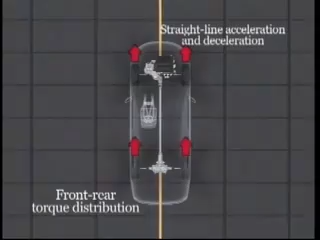 Straight-line acceleration
and deceleration
Front-rear
torque distribution